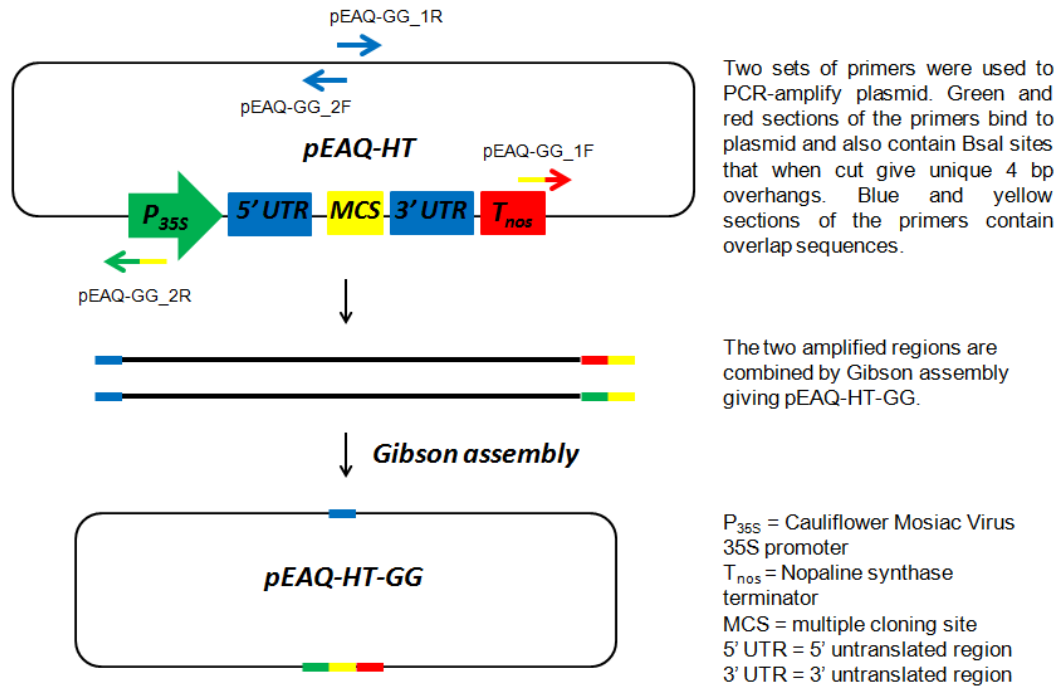 pEAQ-GG_1R
pEAQ-GG_2F
pEAQ-HT
pEAQ-GG_1F
P35S
5’ UTR
MCS
3’ UTR
Tnos
pEAQ-GG_2R
Two sets of primers were used to
PCR-amplify plasmid. Green and
red sections of the primers bind to
plasmid and also contain BsaI sites
that when cut give unique 4 bp
overhangs. Blue and yellow
sections of the primers contain
overlap sequences.
The two amplified regions are
combined by Gibson assembly
giving pEAQ-HT-GG.
Gibson assembly
pEAQ-HT-GG
P35S = Cauliflower Mosiac Virus
35S promoter
Tnos = Nopaline synthase
terminator
MCS = multiple cloning site
5’ UTR = 5’ untranslated region
3’ UTR = 3’ untranslated region